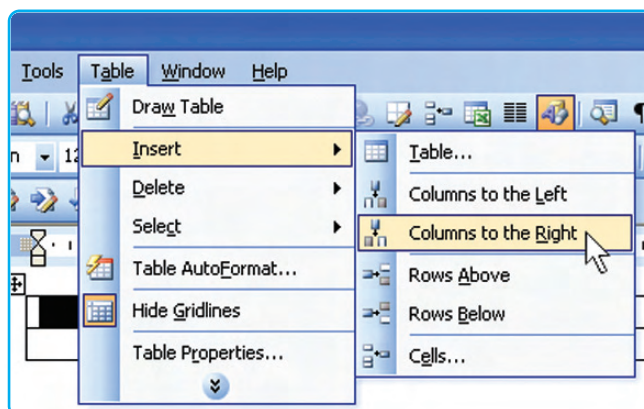 Tools Table Window Help
Draw Table
Insert
Delete
Select
Table AutoFormat...
Hide Gridlines
Table Properties...
Table...
Columns to the Left
Columns to the Right
Rows Above
Rows Below
Cells...